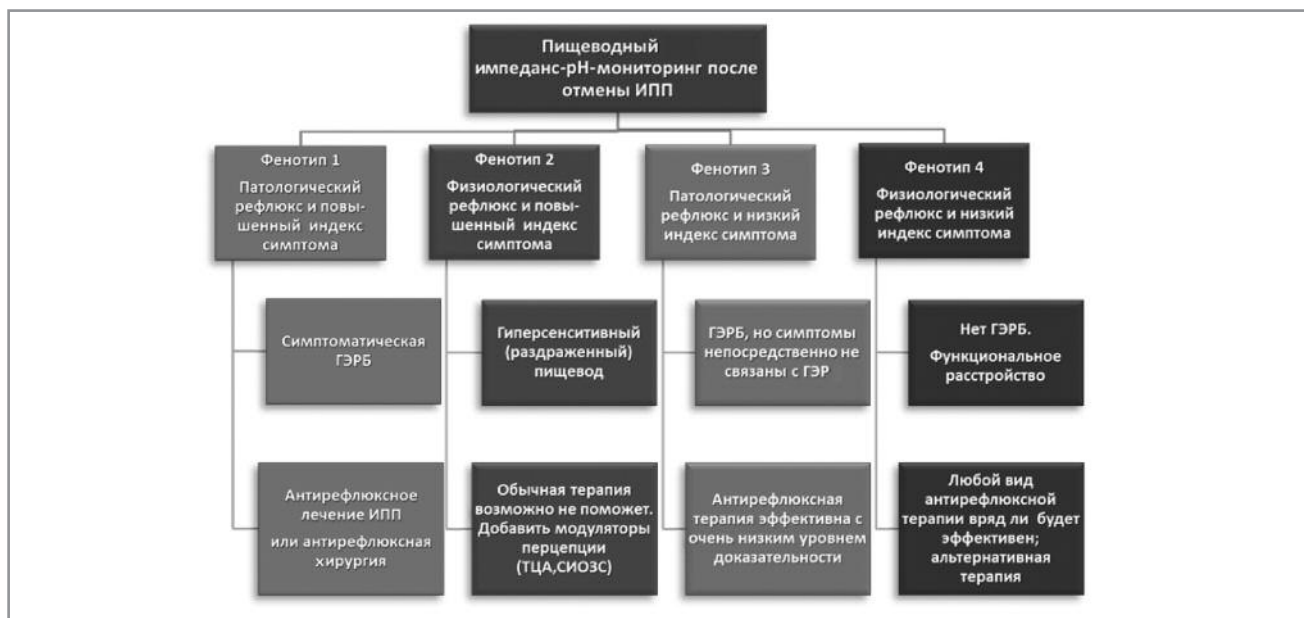 Пищеводный
импеданс-рН-мониторинг после
отмены ИПП
Фенотип 1
Патологический
рефлюкс и повы-
шенный индекс
симптома
Фенотип 2
Физиологический
рефлюкс и повы-
шенный индекс
симптома
Фенотип 3
Патологический
рефлюкс и низкий
индекс симптома
Фенотип 4
Физиологический
рефлюкс и низкий
индекс симптома
Симптоматическая
ГЭРБ
Гиперсенситивный
(раздраженный)
пищевод
ГЭРБ, но симптомы
непосредственно не
связаны с ГЭР
Нет ГЭРБ.
Функциональное
расстройство
Антирефлюксное
лечение ИПП
или антирефлюксная
хирургия
Обычная терапия
возможно не поможет.
Добавить модуляторы
перцепции
(ТЦА,СИОЗС)
Антирефлюксная
терапия эффективна с
очень низким уровнем
доказательности
Любой вид
антирефлюксной
терапии вряд ли будет
эффективен;
альтернативная
терапия